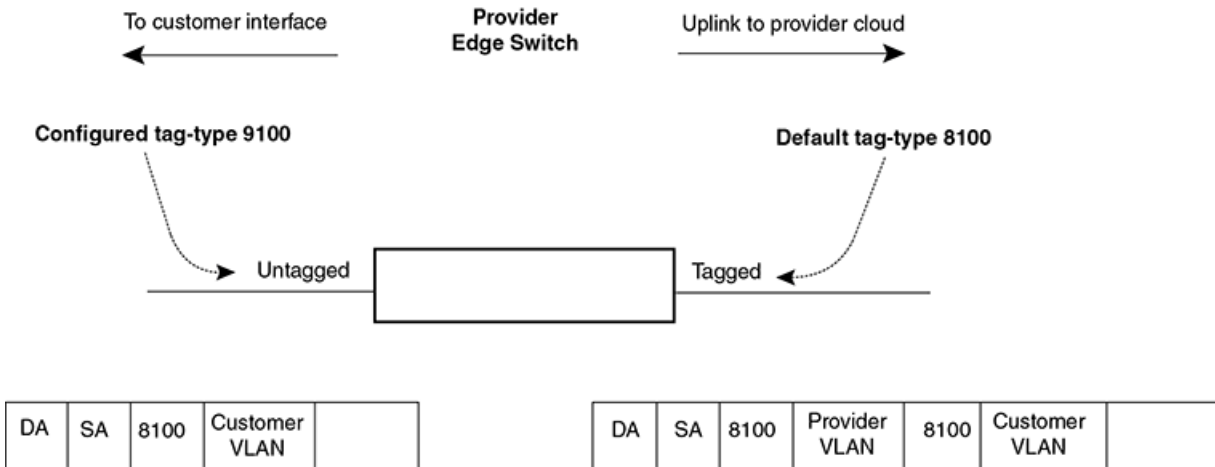 To customer interface
Provider
Edge Switch
Uplink to provider cloud
Configured tag-type 9100
Default tag-type 8100
Untagged
Tagged
DA
SA
8100
Customer
VLAN
DA
SA
8100
Provider
VLAN
8100
Customer
VLAN